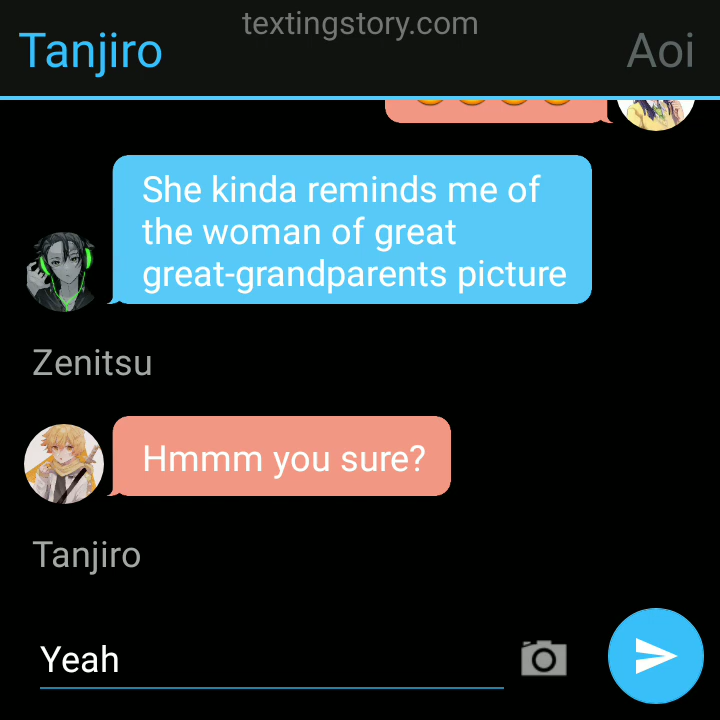 textingstory.com
Tanjiro
Aoi
She kinda reminds me of
the woman of great
great-grandparents picture
Zenitsu
Hmmm you sure?
Tanjiro
Yeah